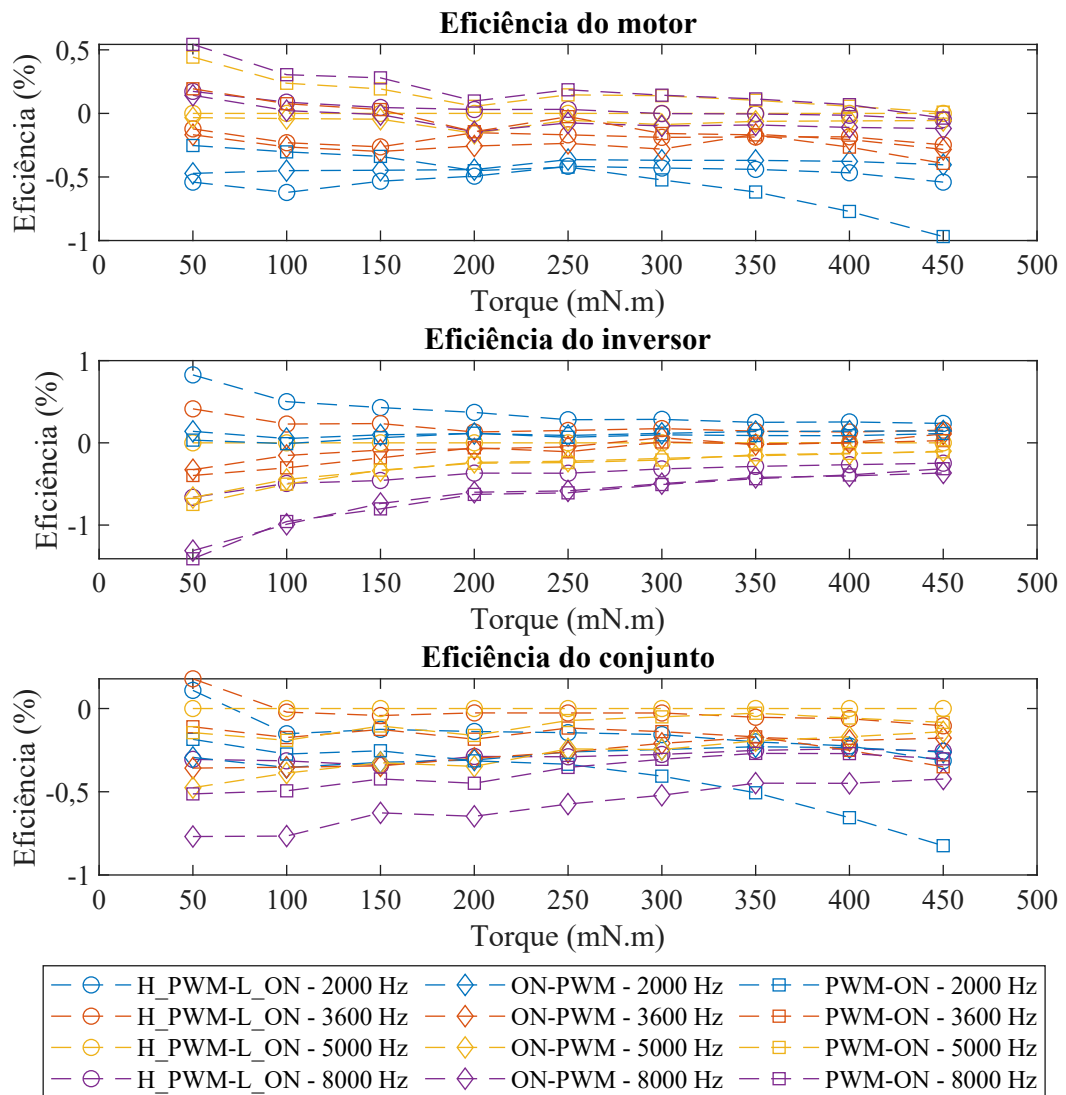 Eficiência do motor
Eficiência (%)
0,5
0
-0,5
-1
0 50 100 150 200 250 300 350 400 450 500
Torque (mN.m)
Eficiência do inversor
Eficiência (%)
1
0
-1
0 50 100 150 200 250 300 350 400 450 500
Torque (mN.m)
Eficiência do conjunto
Eficiência (%)
0
-0,5
-1
0 50 100 150 200 250 300 350 400 450 500
Torque (mN.m)
H_PWM-L_ON - 2000 Hz ON-PWM - 2000 Hz PWM-ON - 2000 Hz
H_PWM-L_ON - 3600 Hz ON-PWM - 3600 Hz PWM-ON - 3600 Hz
H_PWM-L_ON - 5000 Hz ON-PWM - 5000 Hz PWM-ON - 5000 Hz
H_PWM-L_ON - 8000 Hz ON-PWM - 8000 Hz PWM-ON - 8000 Hz